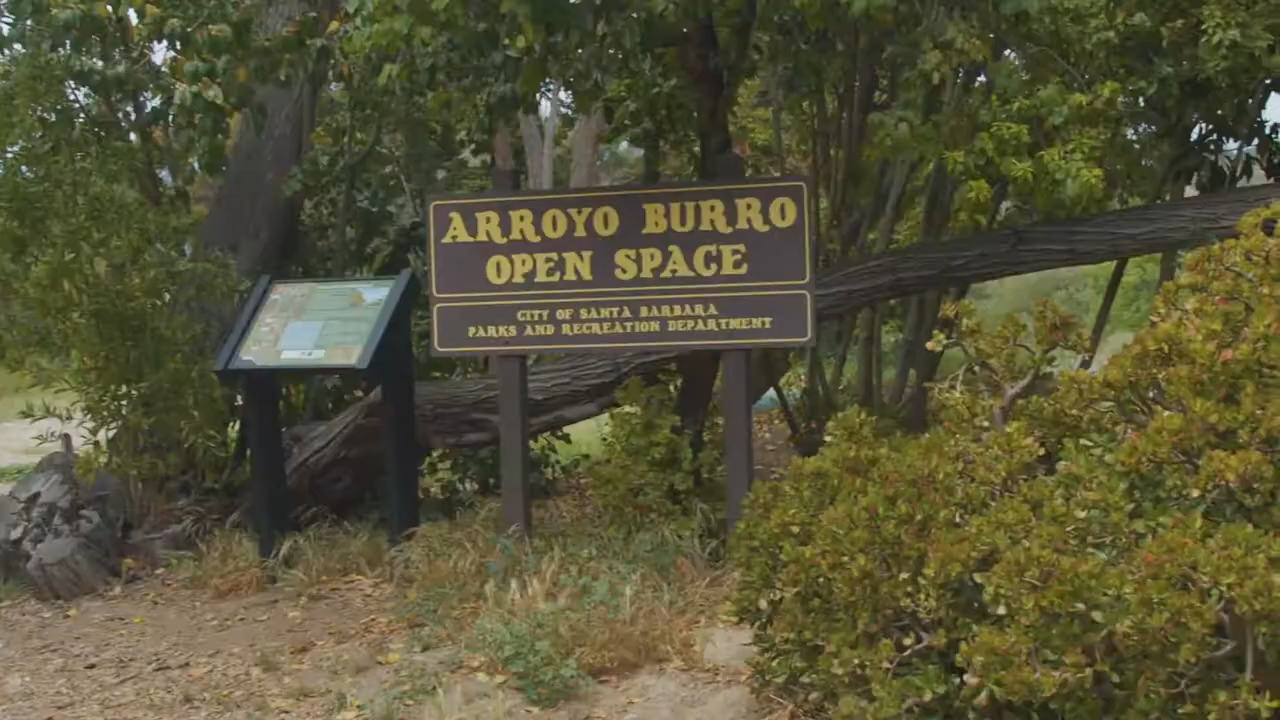 ARROYO BURRO
OPEN SPACE
CITY OF SANTA BARBARA
PARKS AND RECREATION DEPARTMENT